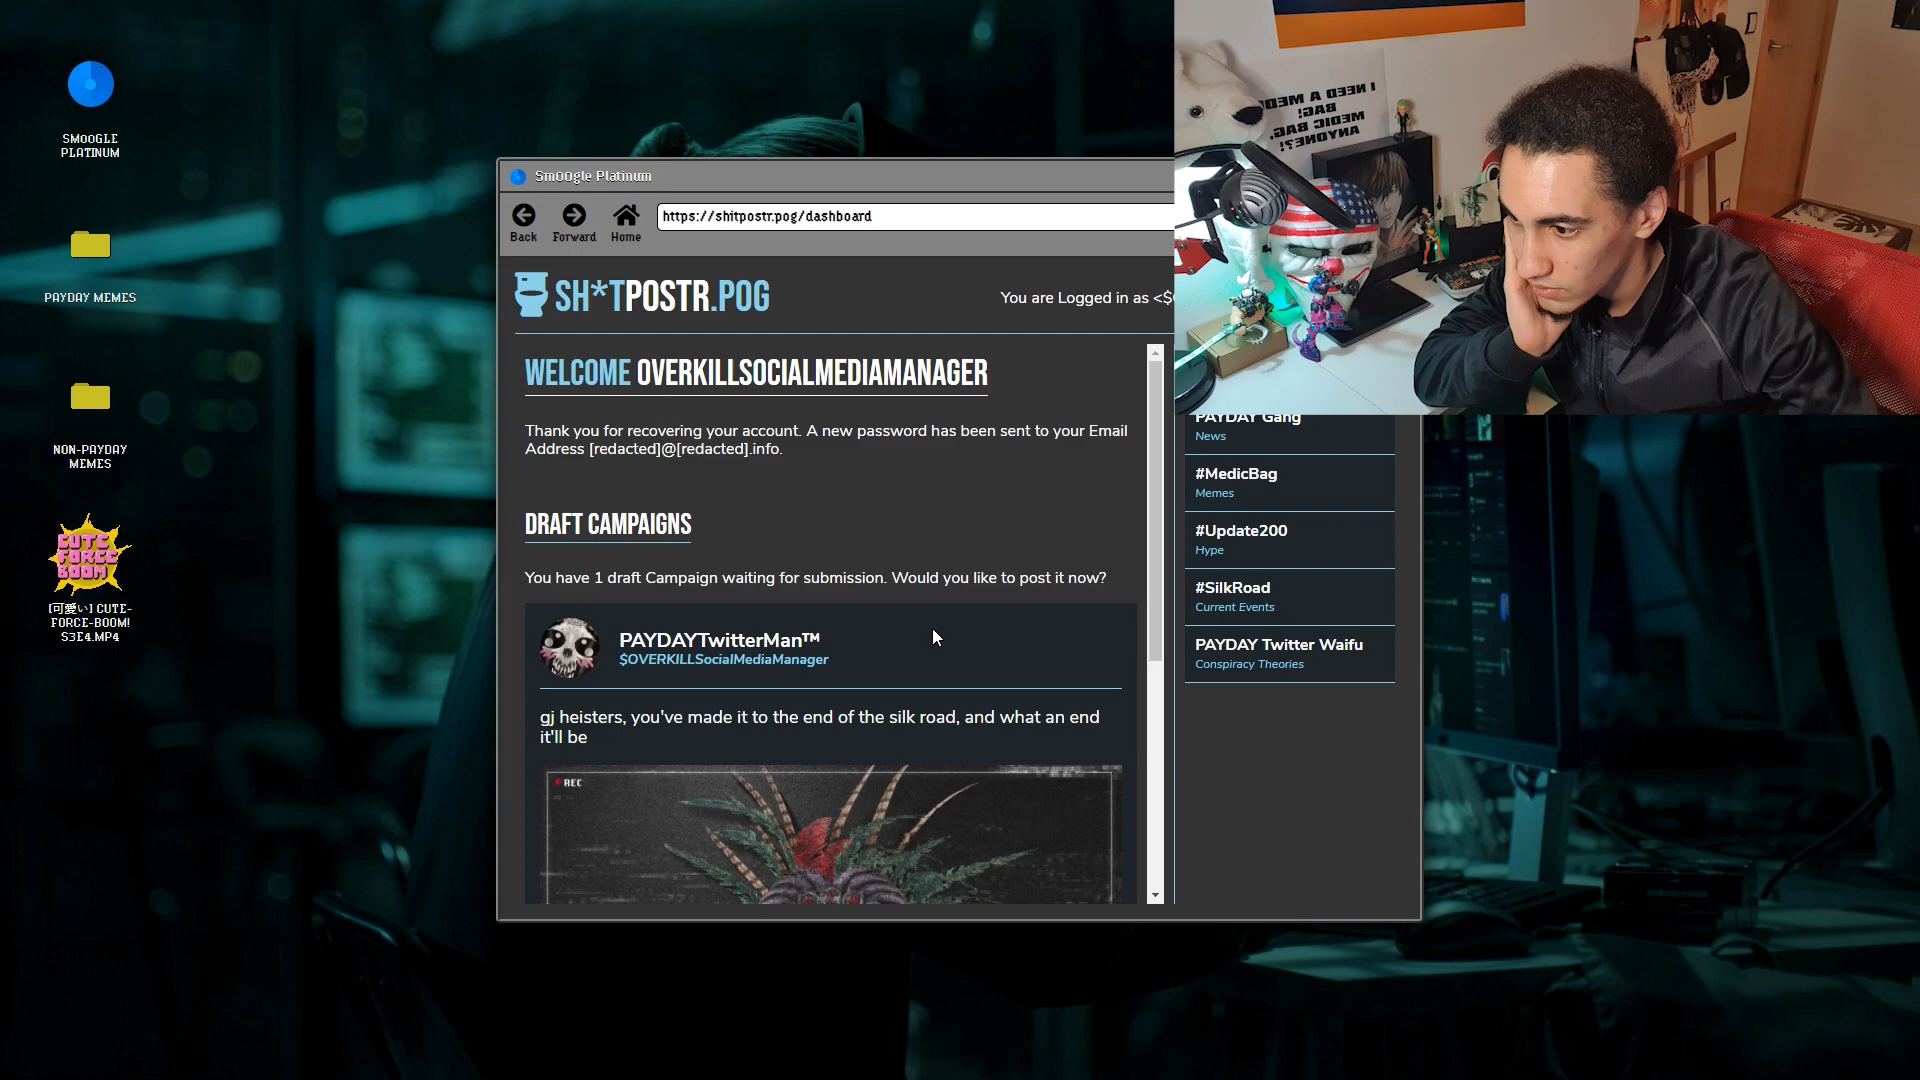 SMOOGLE
PLATINUM
PAYDAY MEMES
NON-PAYDAY
MEMES
CUTE
FORCE
BOOM
[可愛い] CUTE-
FORCE-BOOM!
S3E4.MP4
Sm00gle Platinum
Back
Forward
Home
https://shitpostr.pog/dashboard
SH*TPOSTR.POG
You are Logged in as <$
WELCOME OVERKILLSOCIALMEDIAMANAGER
Thank you for recovering your account. A new password has been sent to your Email
Address [redacted]@[redacted].info.
DRAFT CAMPAIGNS
You have 1 draft Campaign waiting for submission. Would you like to post it now?
PAYDAYTwitterMan™
$OVERKILLSocialMediaManager
gj heisters, you've made it to the end of the silk road, and what an end
it'll be
REC
I NEED A MEDIC
BAG!
MEDIC BAG,
ANYONE?!
PAYDAY Gang
News
#MedicBag
Memes
#Update200
Hype
#SilkRoad
Current Events
PAYDAY Twitter Waifu
Conspiracy Theories